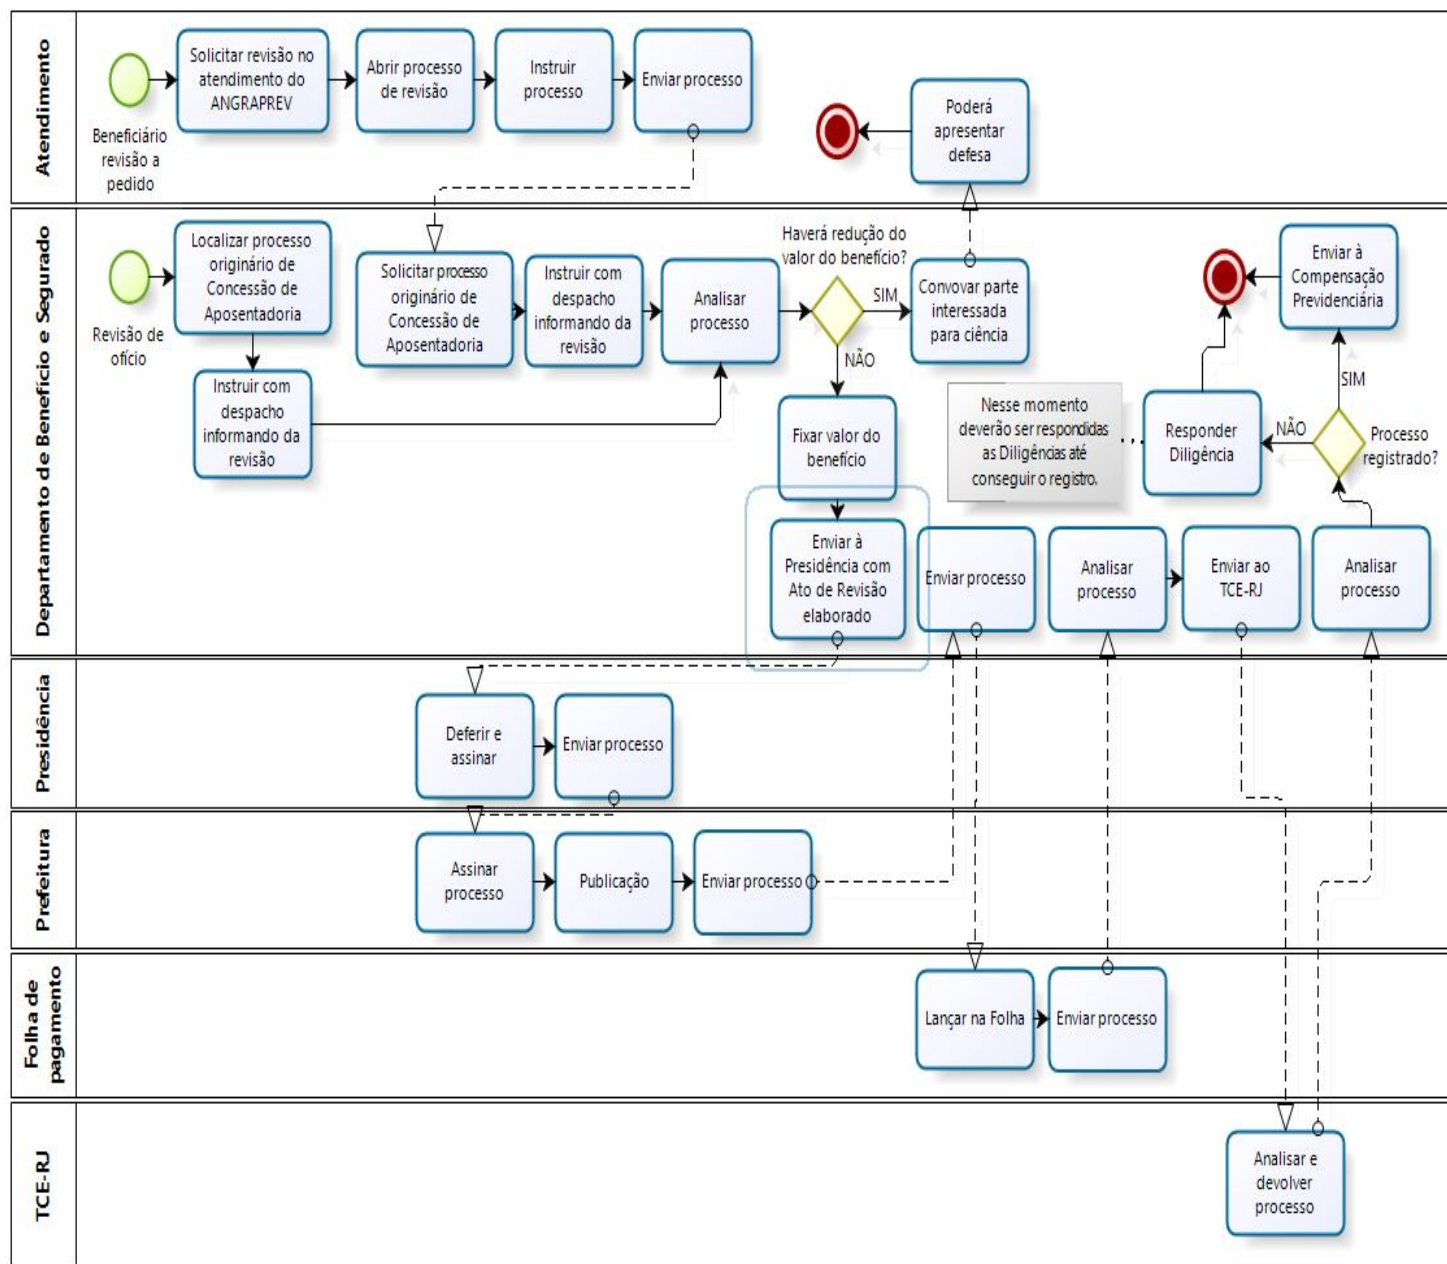 Atendimento
Beneficiário
revisão a
pedido
Solicitar revisão no
atendimento do
ANGRAPREV
Abrir processo
de revisão
Instruir
processo
Enviar processo
Poderá
apresentar
defesa
Departamento de Benefício e Segurado
Revisão de
ofício
Localizar processo
originário de
Concessão de
Aposentadoria
Instruir com
despacho
informando da
revisão
Solicitar processo
originário de
Concessão de
Aposentadoria
Instruir com
despacho
informando da
revisão
Analisar
processo
Haverá redução do
valor do benefício?
SIM
NÃO
Convovar parte
interessada
para ciência
Fixar valor do
benefício
Enviar à
Presidência com
Ato de Revisão
elaborado
Enviar processo
Analisar
processo
Enviar ao
TCE-RJ
Analisar
processo
Processo
registrado?
NÃO
SIM
Responder
Diligência
Nesse momento
deverão ser respondidas
as Diligências até
conseguir o registro.
Enviar à
Compensação
Previdenciária
Presidência
Deferir e
assinar
Enviar processo
Prefeitura
Assinar
processo
Publicação
Enviar processo
Folha de
pagamento
Lançar na Folha
Enviar processo
TCE-RJ
Analisar e
devolver
processo